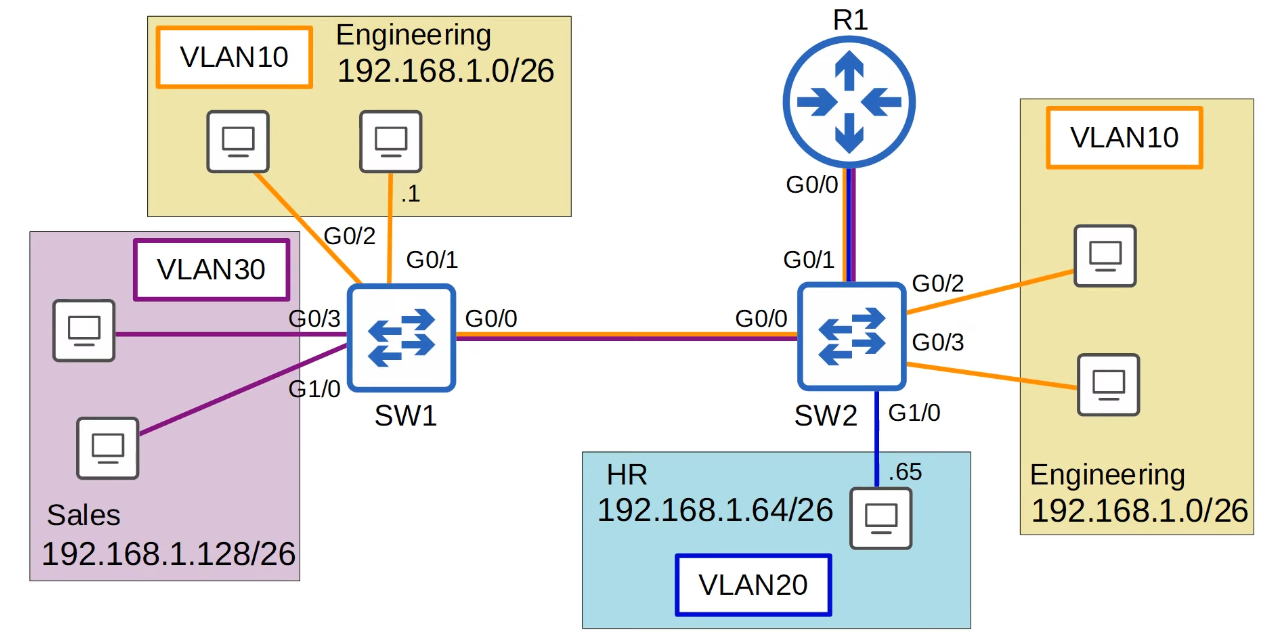 R1
VLAN10
Engineering
192.168.1.0/26
.1
G0/2
G0/1
VLAN30
G0/3
G1/0
Sales
192.168.1.128/26
G0/0
SW1
G0/0
G0/1
G0/0
SW2
G0/2
G0/3
G1/0
HR
192.168.1.64/26
.65
VLAN20
VLAN10
Engineering
192.168.1.0/26